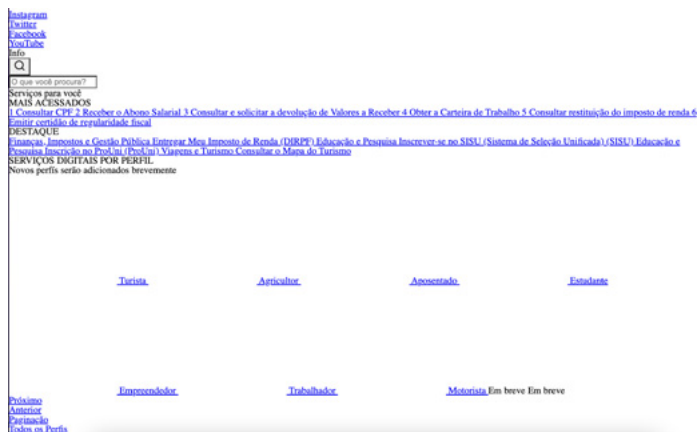 Instagram
Twitter
Facebook
YouTube
Info
O que você procura?
Serviços para você
MAIS ACESSADOS
1 Consultar CPF 2 Receber o Abono Salarial 3 Consultar e solicitar a devolução de Valores a Receber 4 Obter a Carteira de Trabalho 5 Consultar restituição do imposto de renda 6
Emitir certidão de regularidade fiscal
DESTAQUE
Finanças, Impostos e Gestão Pública Entregar Meu Imposto de Renda (DIRPF) Educação e Pesquisa Inscrever-se no SISU (Sistema de Seleção Unificada) (SISU) Educação e
Pesquisa Inscrição no ProUni (ProUni) Viagens e Turismo Consultar o Mapa do Turismo
SERVIÇOS DIGITAIS POR PERFIL
Novos perfis serão adicionados brevemente
Turista Agricultor Aposentado Estudante
Empreendedor Trabalhador Motorista Em breve Em breve
Próximo
Anterior
Paginação
Todos os Perfis